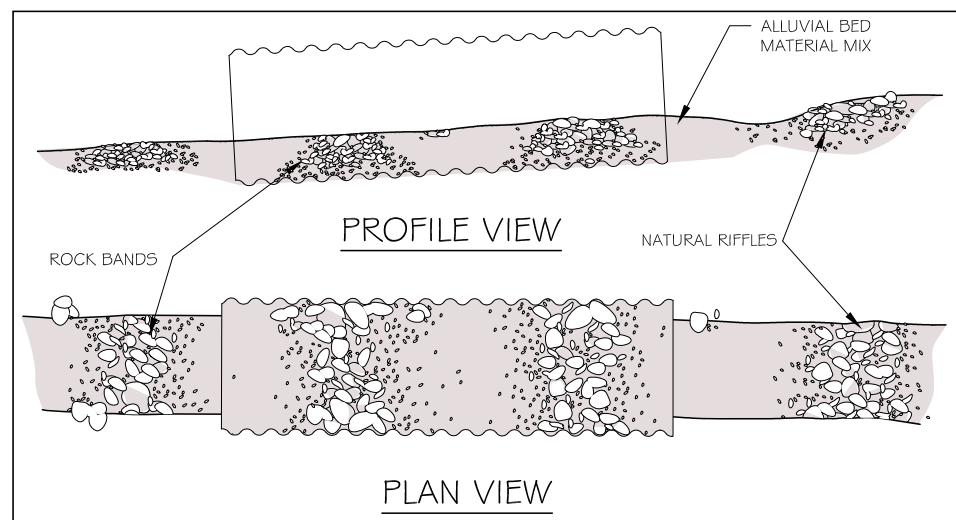 ALLUVIAL BED
MATERIAL MIX
PROFILE VIEW
NATURAL RIFFLES
ROCK BANDS
PLAN VIEW